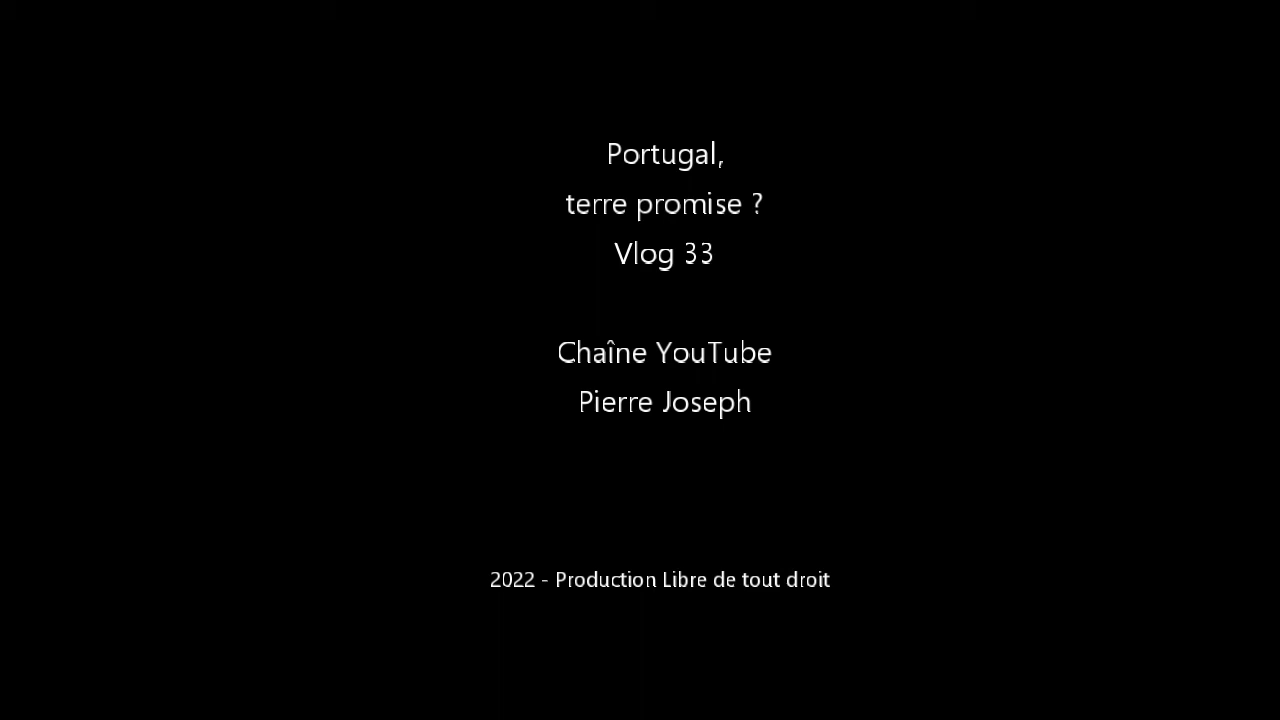 Portugal,
terre promise ?
Vlog 33
Chaîne YouTube
Pierre Joseph
2022 - Production Libre de tout droit